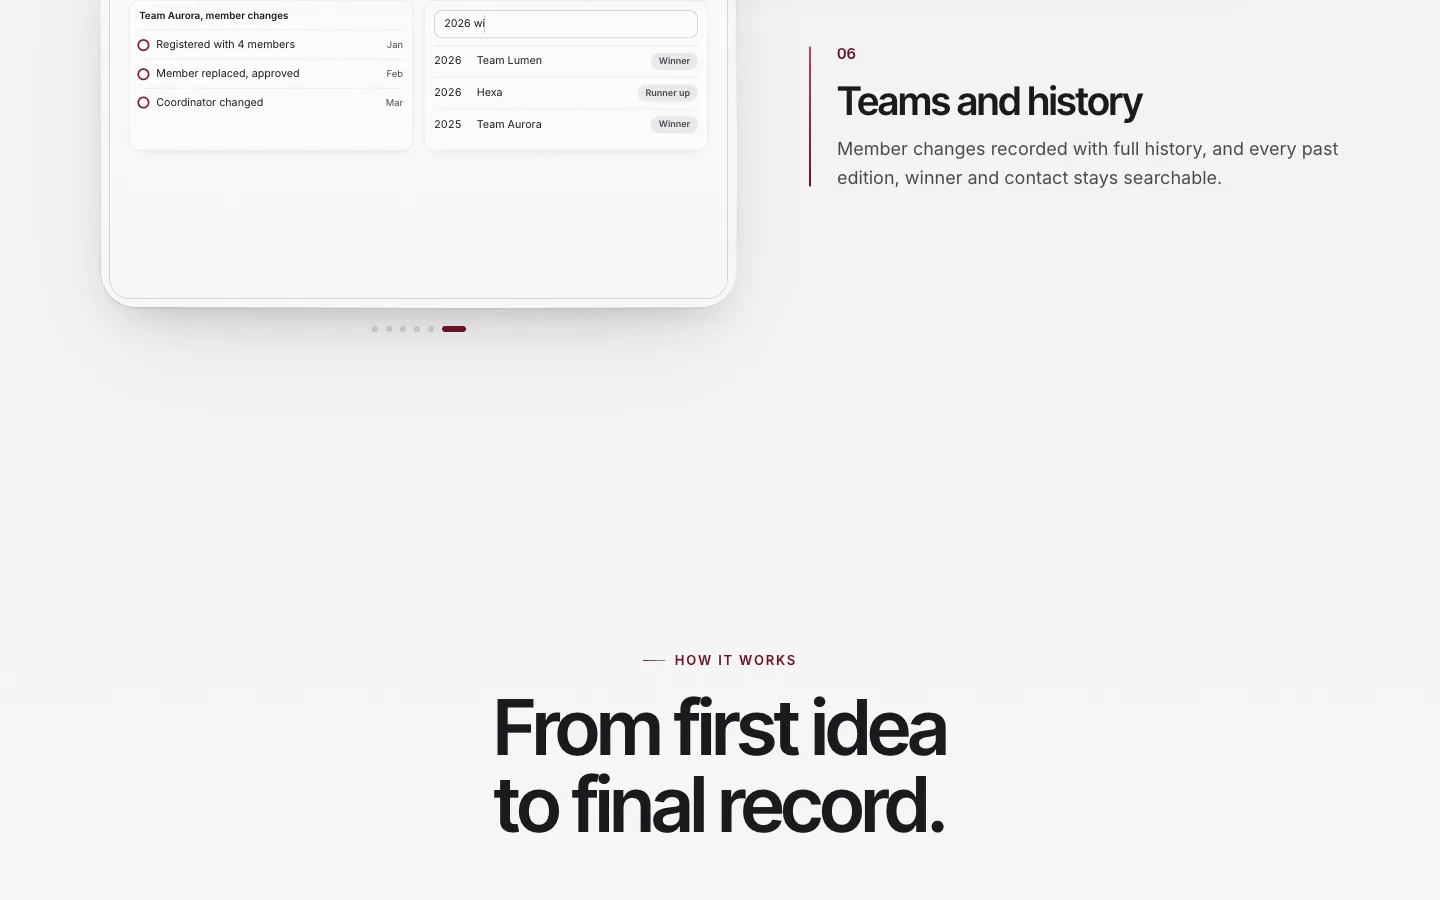 Team Aurora, member changes
Registered with 4 members Jan
Member replaced, approved Feb
Coordinator changed Mar
2026 wi
2026 Team Lumen Winner
2026 Hexa Runner up
2025 Team Aurora Winner
06
Teams and history
Member changes recorded with full history, and every past
edition, winner and contact stays searchable.
HOW IT WORKS
From first idea
to final record.